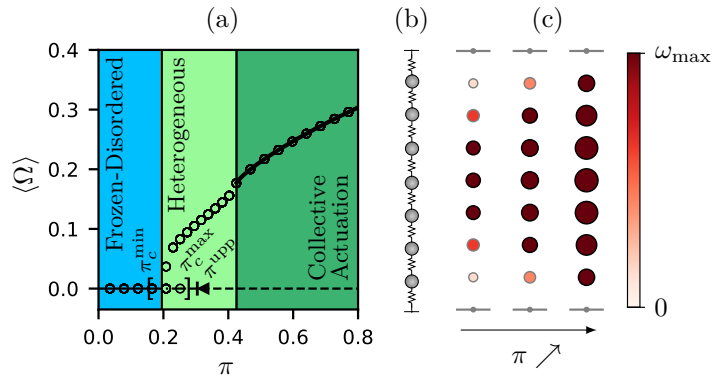 (a)
(b)
(c)
0.4
0.3
0.2
0.1
0.0
⟨Ω⟩
Frozen-Disordered
Heterogeneous
Collective
Actuation
π_c^min
π_c^max
π^upp
0.0
0.2
0.4
0.6
0.8
π
π ↗
ω_max
0